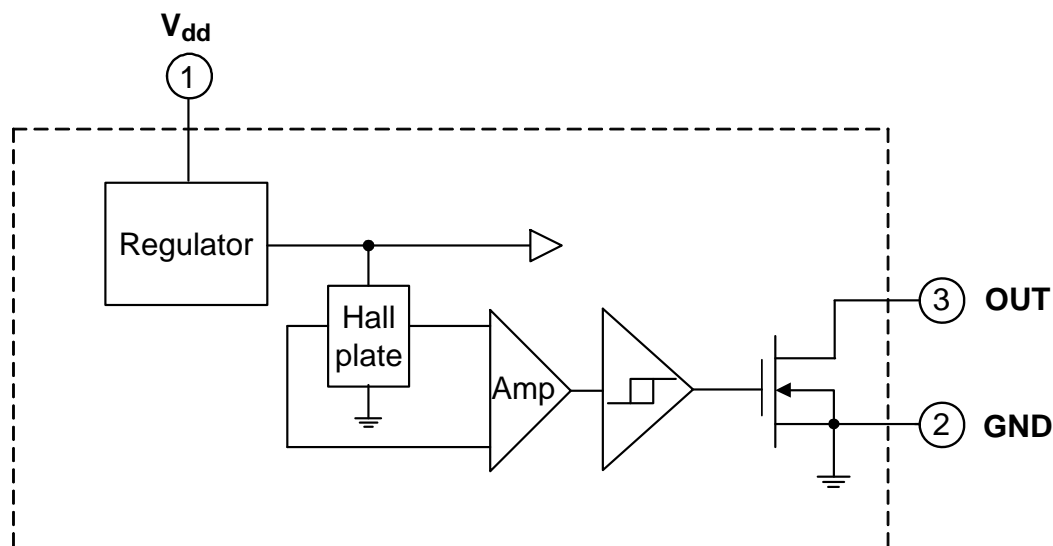 Vdd
1
Regulator
Hall
plate
Amp
3 OUT
2 GND